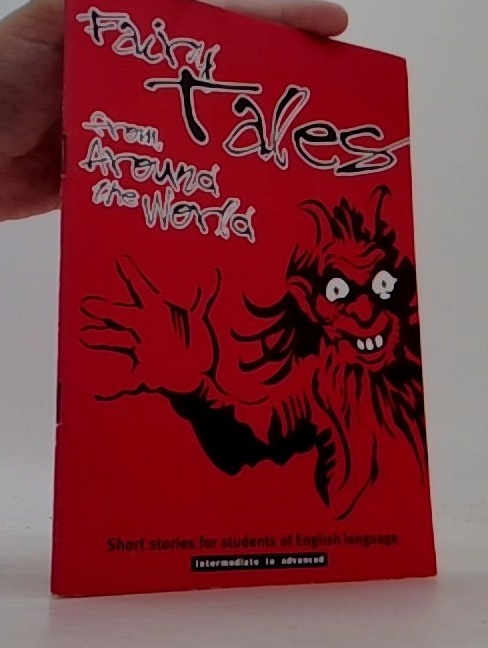 Fairy
Tales
from
Around
the World
Short stories for students of English language
intermediate to advanced